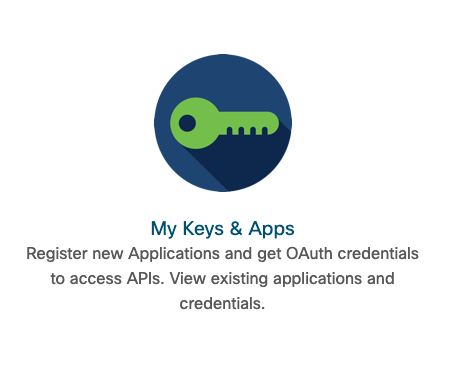 My Keys & Apps
Register new Applications and get OAuth credentials
to access APIs. View existing applications and
credentials.